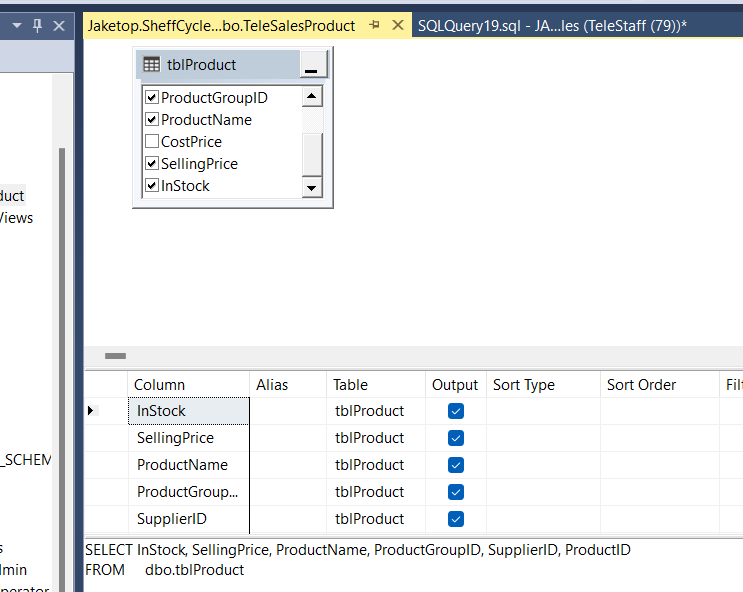 Jaketop.SheffCycle...bo.TeleSalesProduct
SQLQuery19.sql - JA...les (TeleStaff (79))*
tblProduct
ProductGroupID
ProductName
CostPrice
SellingPrice
InStock
duct
Views
_SCHEM
s
dmin
perator
Column Alias Table Output Sort Type Sort Order Filt
InStock tblProduct
SellingPrice tblProduct
ProductName tblProduct
ProductGroup... tblProduct
SupplierID tblProduct
SELECT InStock, SellingPrice, ProductName, ProductGroupID, SupplierID, ProductID
FROM dbo.tblProduct